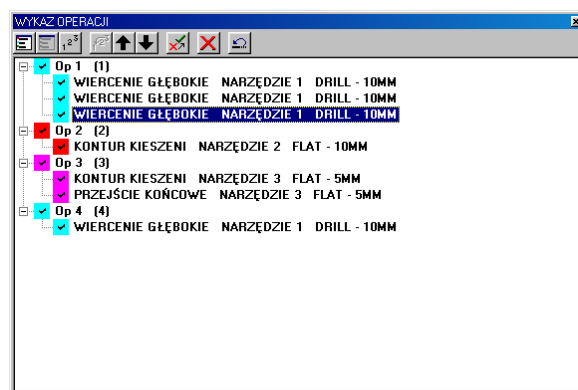 WYKAZ OPERACJI
Op 1 (1)
WIERCENIE GŁĘBOKIE NARZĘDZIE 1 DRILL - 10MM
WIERCENIE GŁĘBOKIE NARZĘDZIE 1 DRILL - 10MM
WIERCENIE GŁĘBOKIE NARZĘDZIE 1 DRILL - 10MM
Op 2 (2)
KONTUR KIESZENI NARZĘDZIE 2 FLAT - 10MM
Op 3 (3)
KONTUR KIESZENI NARZĘDZIE 3 FLAT - 5MM
PRZEJŚCIE KOŃCOWE NARZĘDZIE 3 FLAT - 5MM
Op 4 (4)
WIERCENIE GŁĘBOKIE NARZĘDZIE 1 DRILL - 10MM